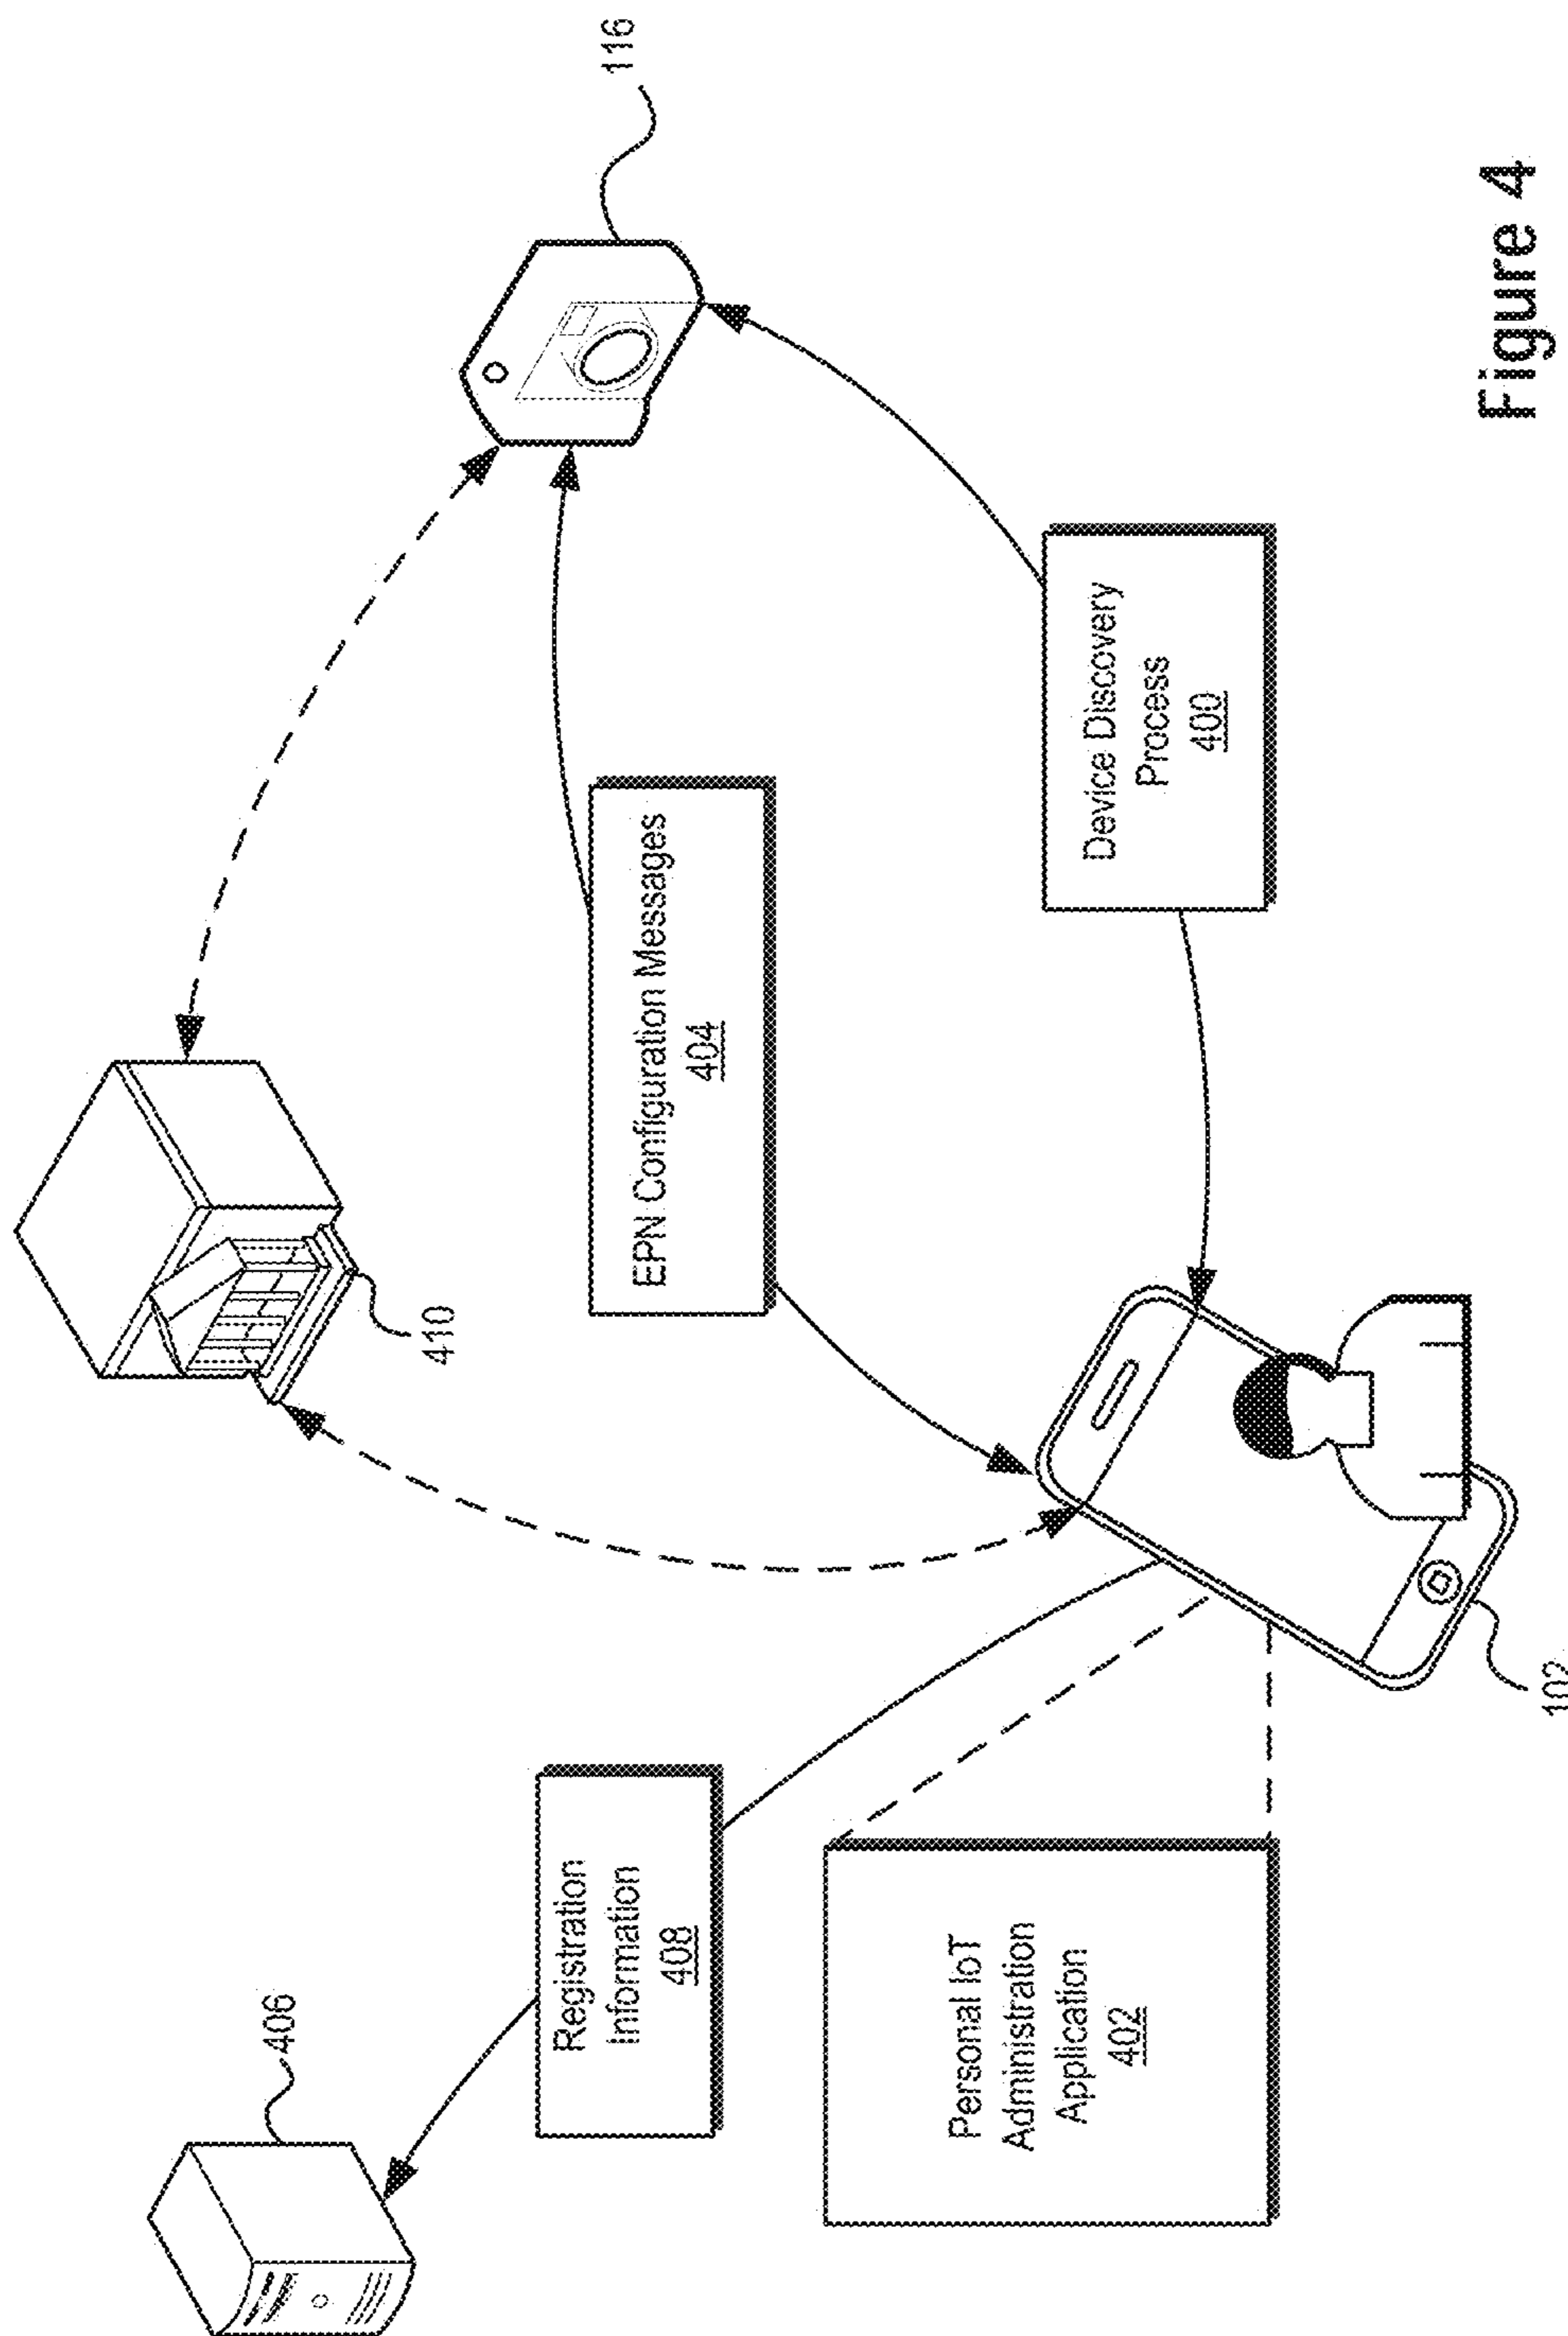 406
410
116
Registration
Information
408
EPN Configuration Messages
404
Personal IoT
Administration
Application
402
Device Discovery
Process
400
102
Figure 4